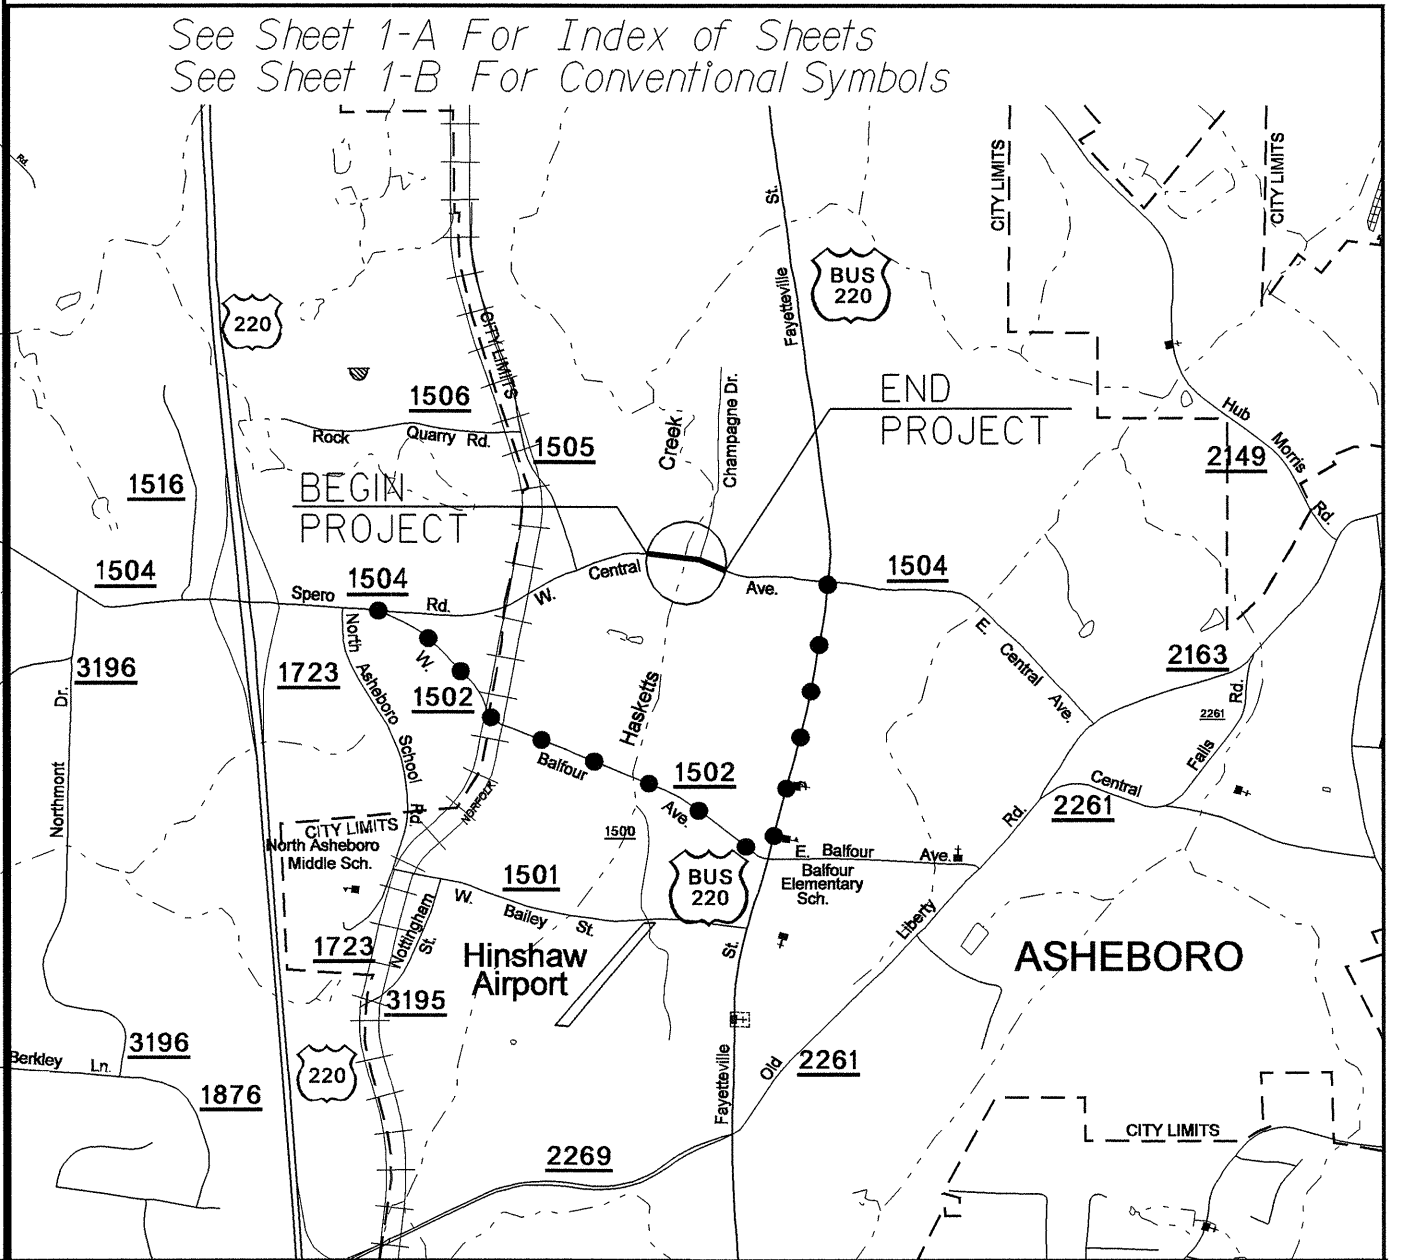 See Sheet 1-A For Index of Sheets
See Sheet 1-B For Conventional Symbols
Rd.
St.
CITY LIMITS
CITY LIMITS
BUS
220
Fayetteville
220
CITY LIMITS
1506
Rock Quarry Rd.
1505
Creek
Champagne Dr.
END
PROJECT
Hub Morris Rd.
2149
1516
BEGIN
PROJECT
1504
Spero Rd.
1504
W. Central Ave.
1504
E. Central Ave.
North Asheboro School Rd
3196
1723
W. Balfour Ave.
1502
Hasketts
2163
2261
Falls Rd.
Northmont Dr.
1502
Central
2261
NORFOLK
CITY LIMITS
North Asheboro
Middle Sch.
1500
E. Balfour Ave.
Balfour
Elementary
Sch.
BUS
220
1501
W. Bailey St.
Nottingham St.
1723
Hinshaw
Airport
St.
Old Liberty Rd.
ASHEBORO
3195
3196
Berkley Ln.
220
1876
Fayetteville
2261
CITY LIMITS
2269